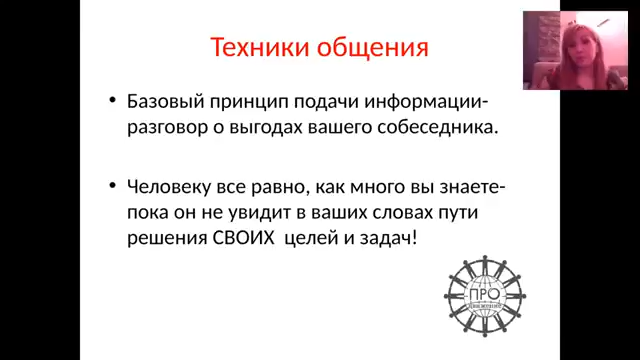 Техники общения
• Базовый принцип подачи информации-
разговор о выгодах вашего собеседника.
• Человеку все равно, как много вы знаете-
пока он не увидит в ваших словах пути
решения СВОИХ целей и задач!
ПРО